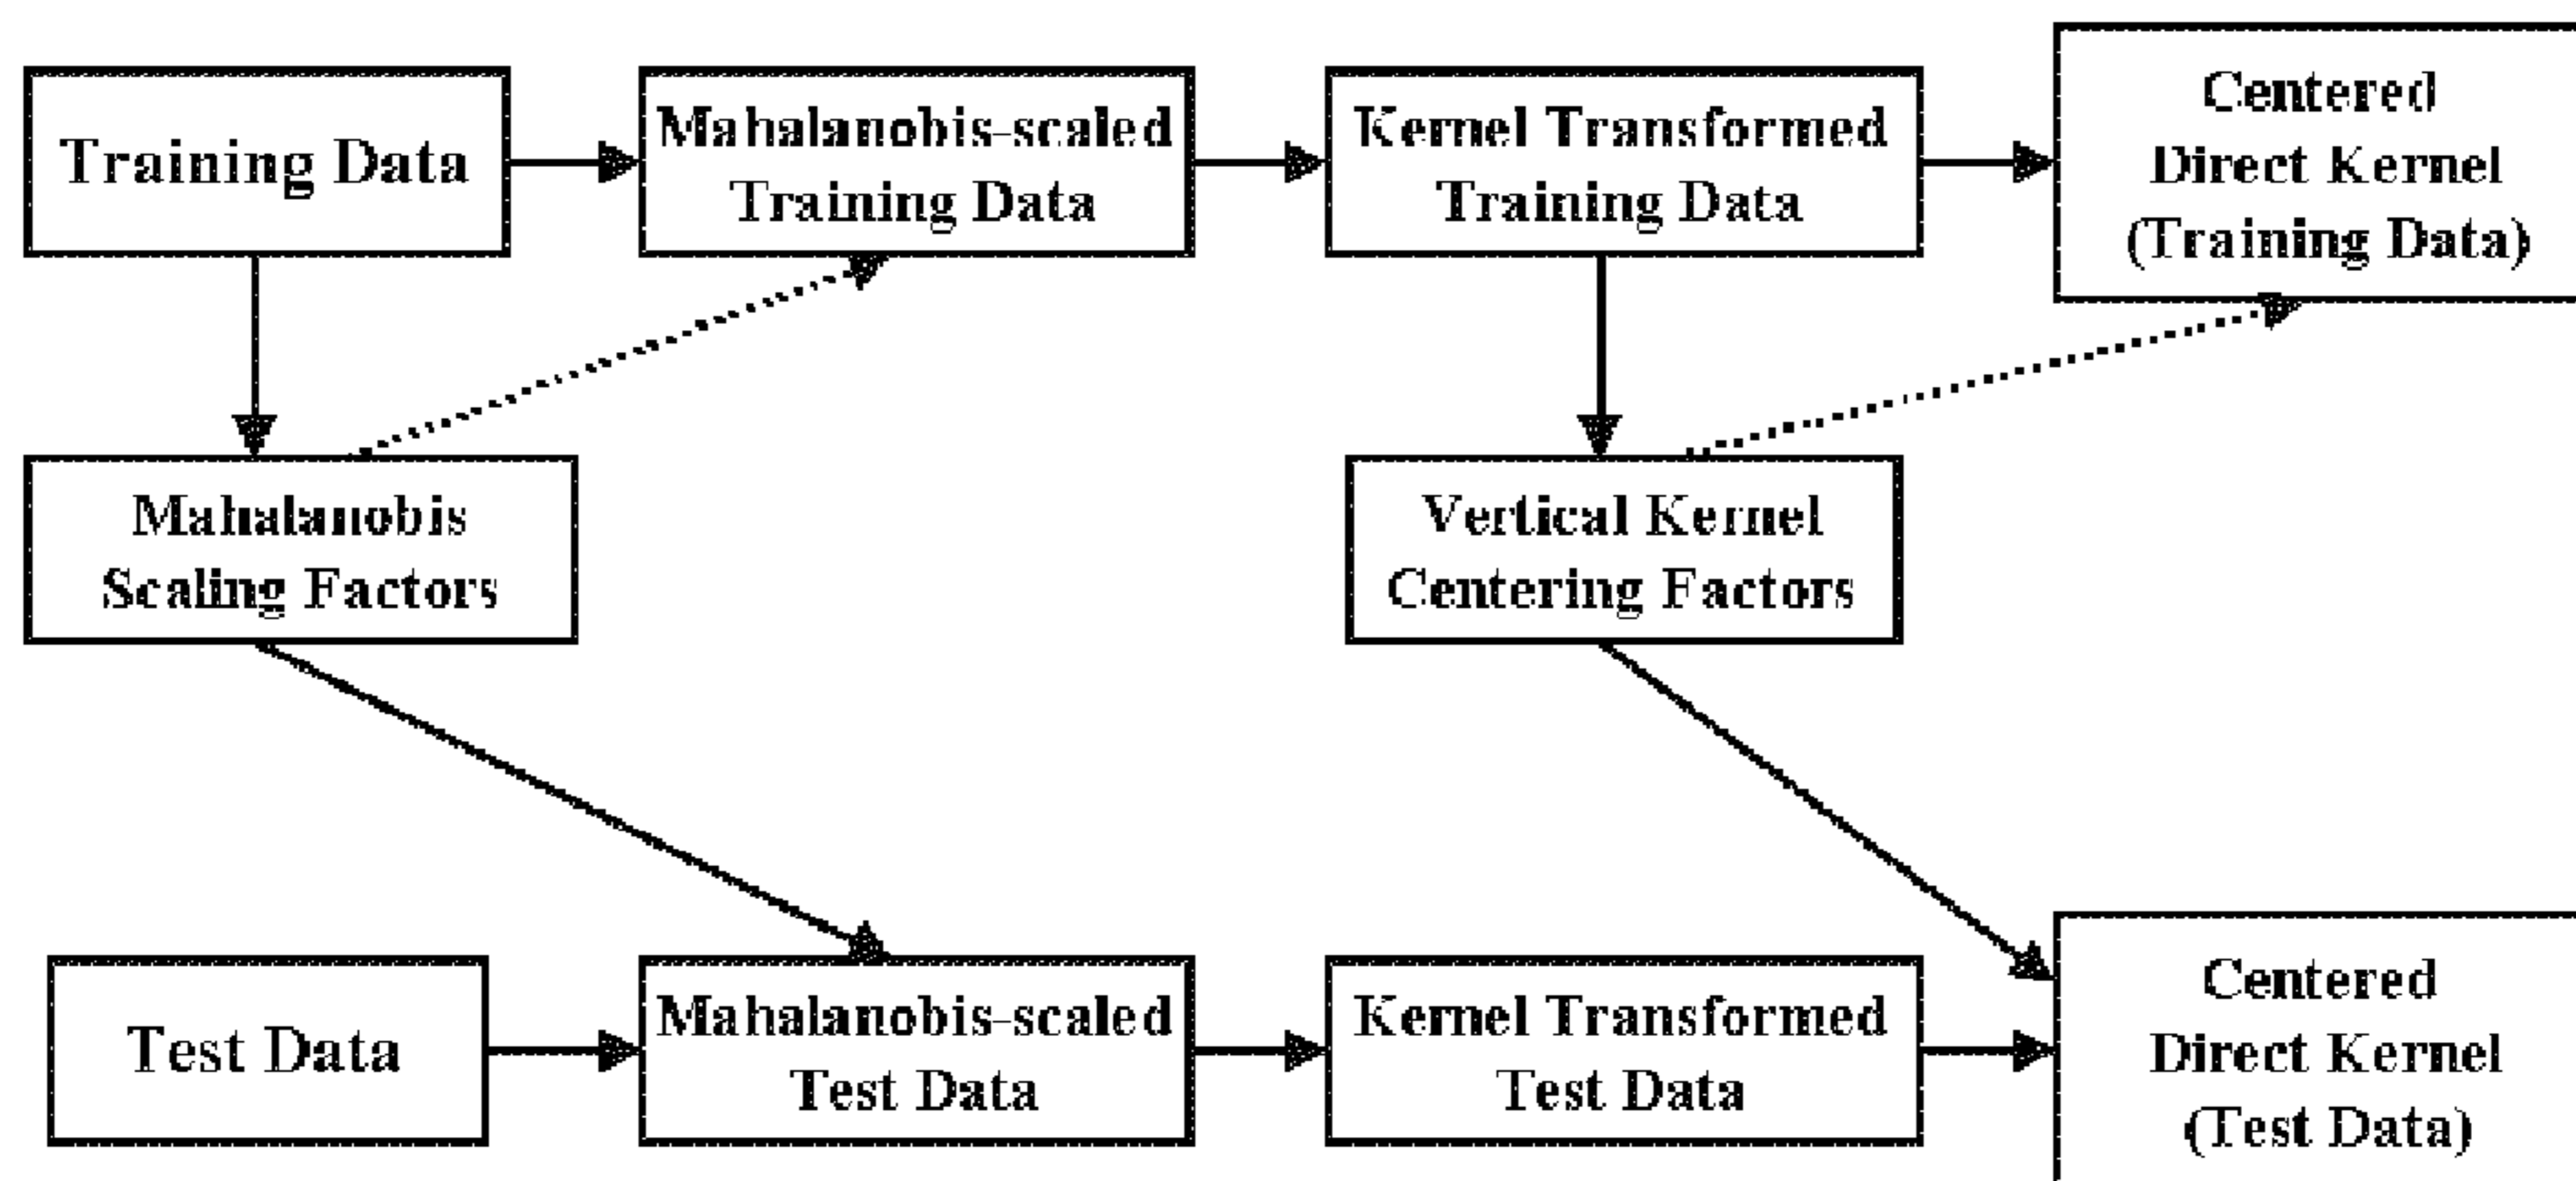 Training Data
Mahalanobis-scaled
Training Data
Kernel Transformed
Training Data
Centered
Direct Kernel
(Training Data)
Mahalanobis
Scaling Factors
Vertical Kernel
Centering Factors
Test Data
Mahalanobis-scaled
Test Data
Kernel Transformed
Test Data
Centered
Direct Kernel
(Test Data)